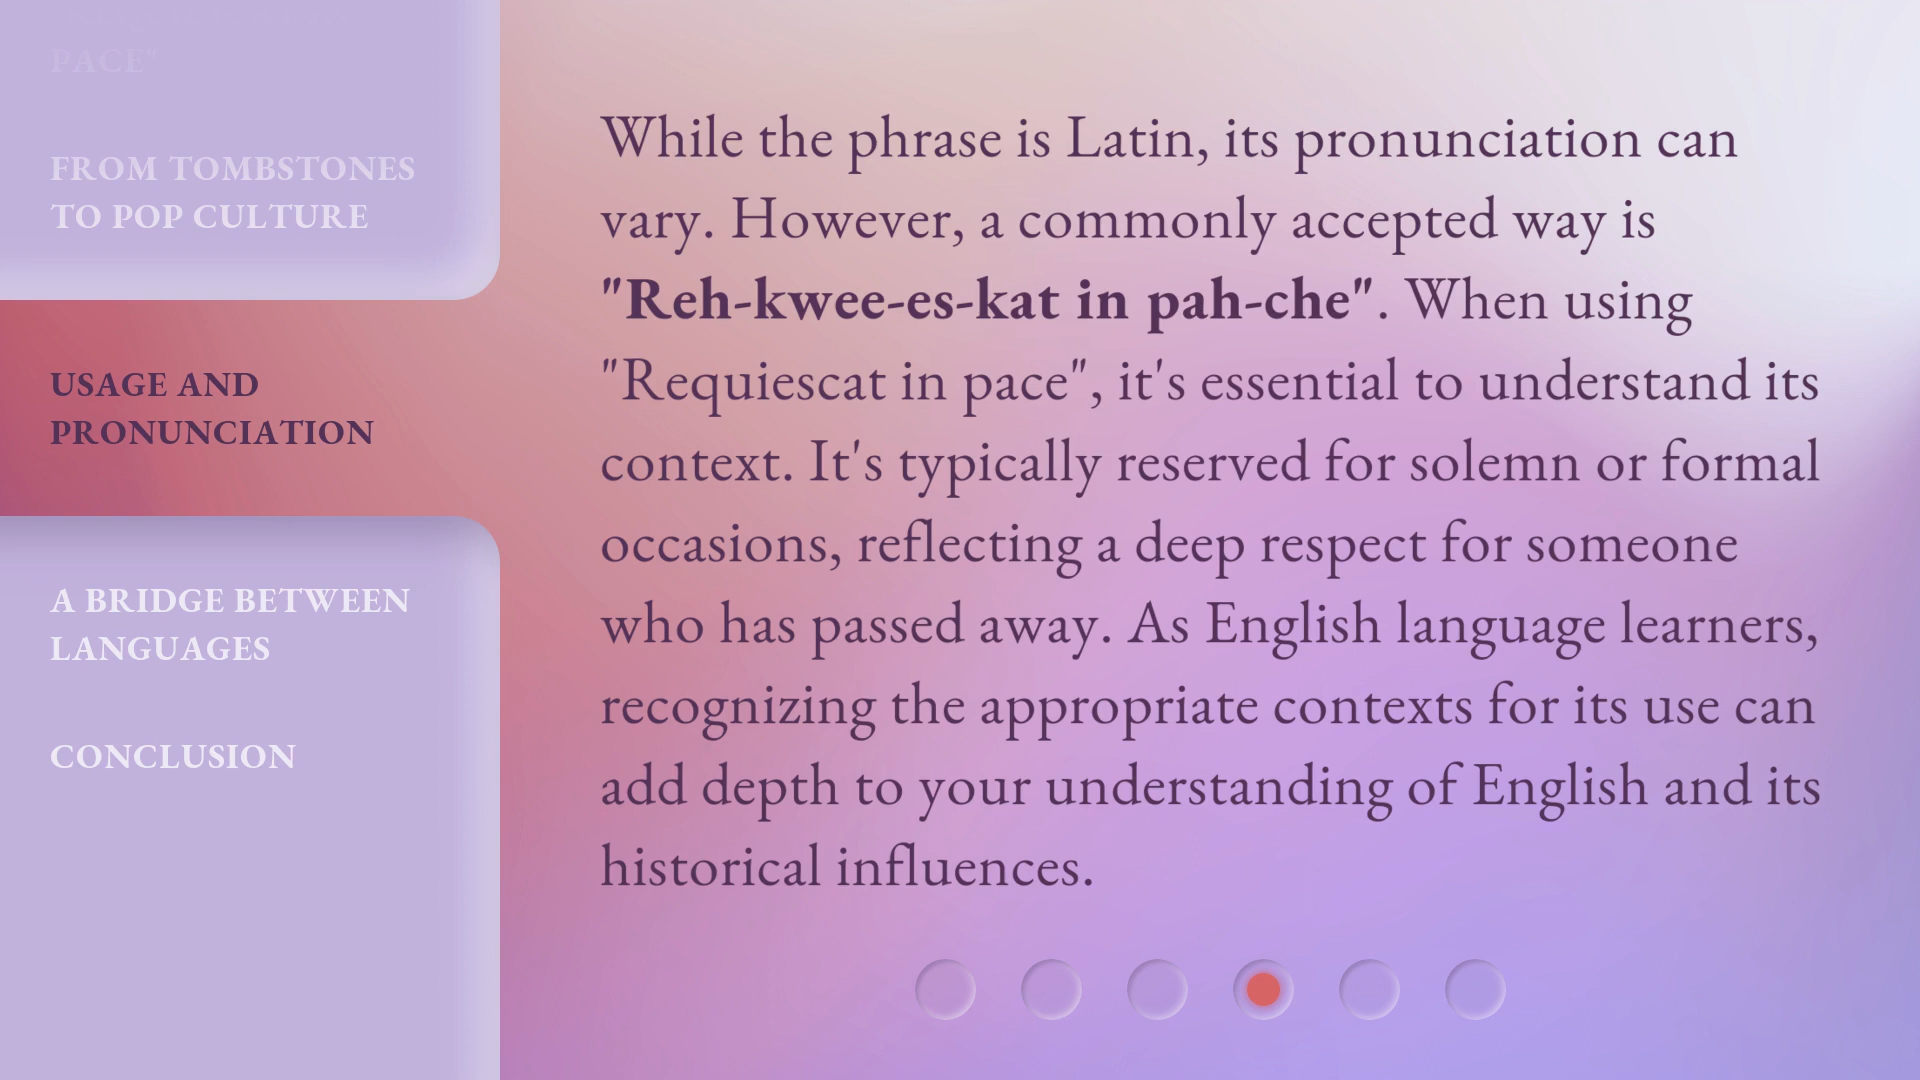 PACE"
FROM TOMBSTONES
TO POP CULTURE
USAGE AND
PRONUNCIATION
A BRIDGE BETWEEN
LANGUAGES
CONCLUSION
While the phrase is Latin, its pronunciation can
vary. However, a commonly accepted way is
"Reh-kwee-es-kat in pah-che". When using
"Requiescat in pace", it's essential to understand its
context. It's typically reserved for solemn or formal
occasions, reflecting a deep respect for someone
who has passed away. As English language learners,
recognizing the appropriate contexts for its use can
add depth to your understanding of English and its
historical influences.